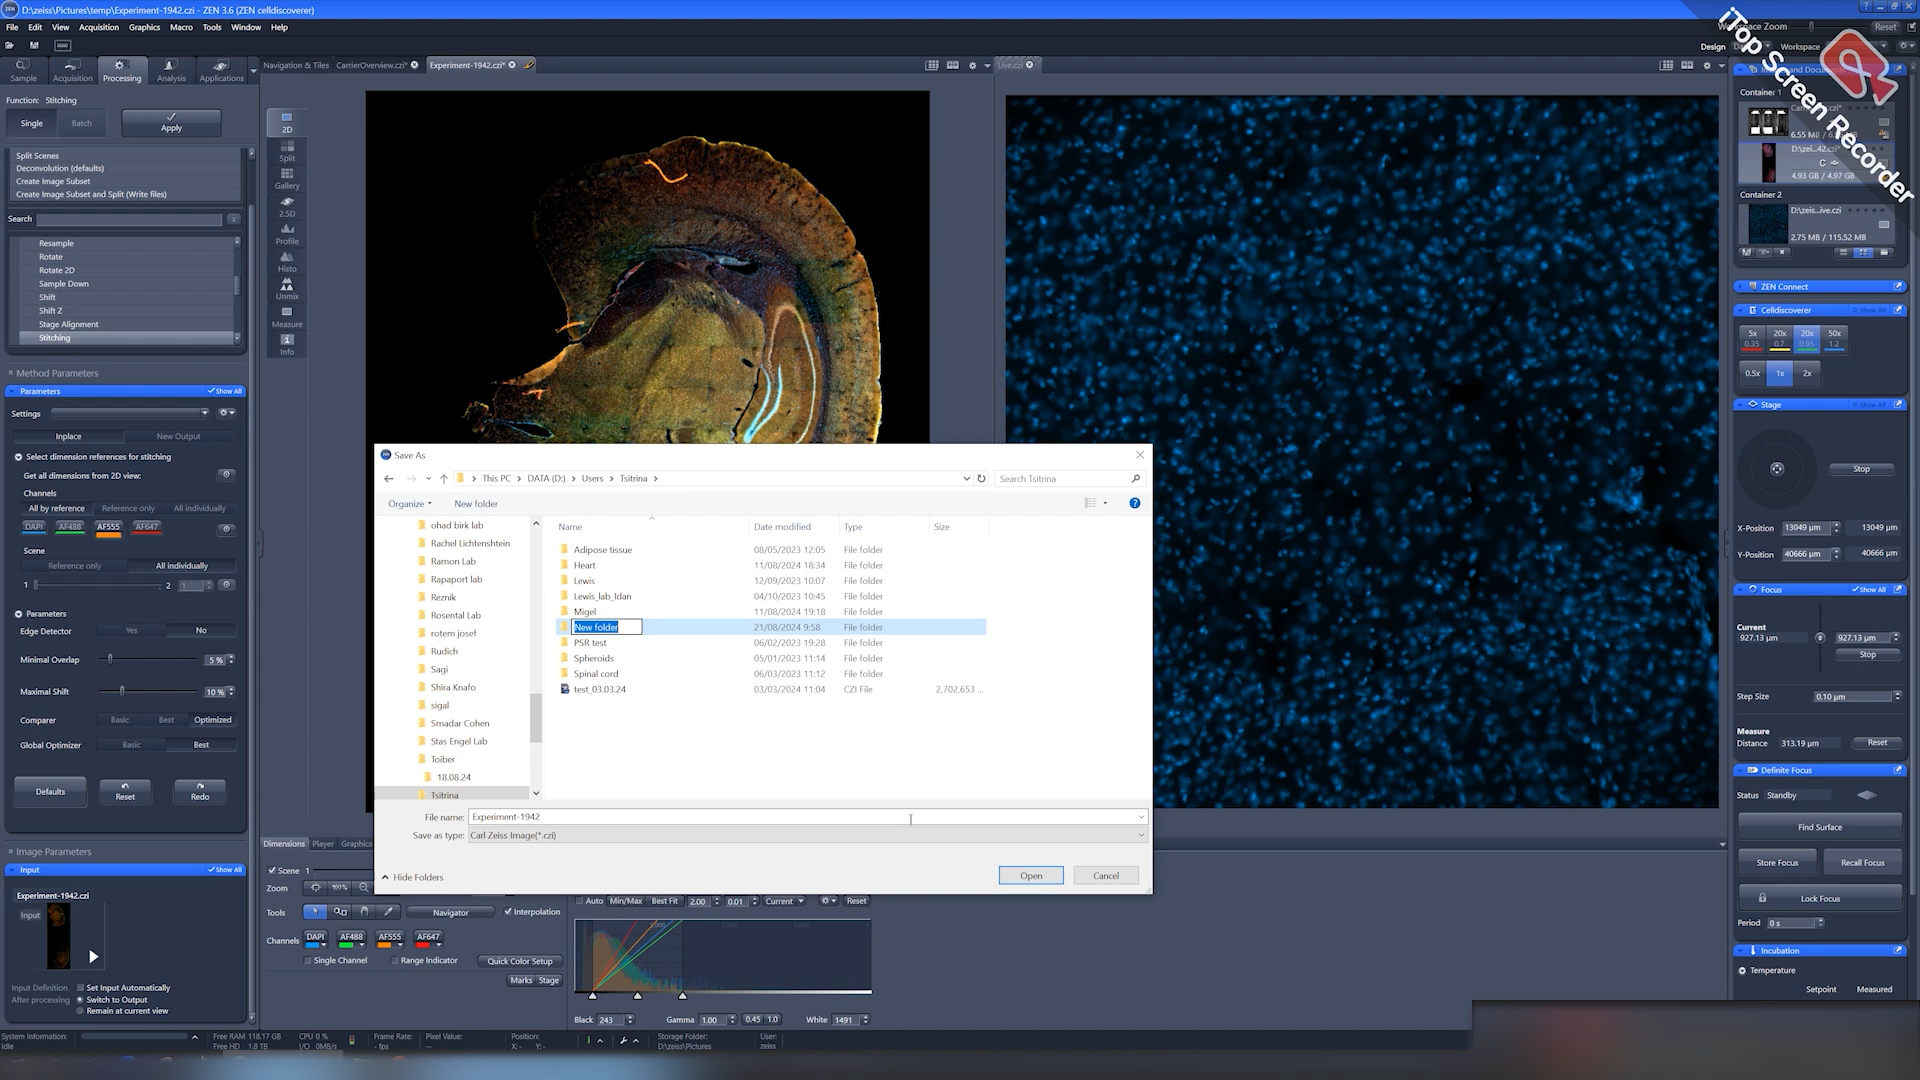 D:\zeiss\Pictures\temp\Experiment-1942.czi - ZEN 3.6 (ZEN celldiscoverer)
File Edit View Acquisition Graphics Macro Tools Window Help
Workspace Zoom Reset
Design Workspace
iTop Screen Recorder
Sample Acquisition Processing Analysis Applications
Navigation & Tiles CarrierOverview.czi* Experiment-1942.czi*
Live.czi
Function: Stitching
Single Batch Apply
Split Scenes
Deconvolution (defaults)
Create Image Subset
Create Image Subset and Split (Write files)
Search
Resample
Rotate
Rotate 2D
Sample Down
Shift
Shift Z
Stage Alignment
Stitching
Method Parameters
Parameters Show All
Settings
Inplace New Output
Select dimension references for stitching
Get all dimensions from 2D view:
Channels
All by reference Reference only All individually
DAPI AF488 AF555 AF647
Scene
Reference only All individually
1 2 1
Parameters
Edge Detector Yes No
Minimal Overlap 5 %
Maximal Shift 10 %
Comparer Basic Best Optimized
Global Optimizer Basic Best
Defaults Reset Redo
Image Parameters
Input Show All
Experiment-1942.czi
Input
Input Definition Set Input Automatically
After processing Switch to Output
Remain at current view
2D
Split
Gallery
2.5D
Profile
Histo
Unmix
Measure
Info
Save As
This PC > DATA (D:) > Users > Tsitrina >
Search Tsitrina
Organize New folder
ohad birk lab
Rachel Lichtenshtein
Ramon Lab
Rapaport lab
Reznik
Rosental Lab
rotem josef
Rudich
Sagi
Shira Knafo
sigal
Smadar Cohen
Stas Engel Lab
Toiber
18.08.24
Tsitrina
Name Date modified Type Size
Adipose tissue 08/05/2023 12:05 File folder
Heart 11/08/2024 18:34 File folder
Lewis 12/09/2023 10:07 File folder
Lewis_lab_Idan 04/10/2023 10:45 File folder
Migel 11/08/2024 19:18 File folder
New folder 21/08/2024 9:58 File folder
PSR test 06/02/2023 19:28 File folder
Spheroids 05/01/2023 11:14 File folder
Spinal cord 06/03/2023 11:12 File folder
test_03.03.24 03/03/2024 11:04 CZI File 2,702,653 ...
File name: Experiment-1942
Save as type: Carl Zeiss Image(*.czi)
Hide Folders Open Cancel
Dimensions Player Graphics
Scene 1
Zoom 100%
Tools Navigator Interpolation
Channels DAPI AF488 AF555 AF647
Single Channel Range Indicator Quick Color Setup
Marks Stage
Auto Min/Max Best Fit 2.00 0.01 Current Reset
Black 243 Gamma 1.00 0.45 1.0 White 1491
Container 1
D:\zei...42.czi*
4.93 GB / 4.97 GB
Container 2
D:\zeis...ive.czi
2.75 MB / 115.52 MB
ZEN Connect
Celldiscoverer Show All
5x 20x 20x 50x
0.35 0.7 0.95 1.2
0.5x 1x 2x
Stage Show All
Stop
X-Position 13049 µm 13049 µm
Y-Position 40666 µm 40666 µm
Focus Show All
Current
927.13 µm 927.13 µm
Stop
Step Size 0.10 µm
Measure
Distance 313.19 µm Reset
Definite Focus
Status Standby
Find Surface
Store Focus Recall Focus
Lock Focus
Period 0 s
Incubation
Temperature
Setpoint Measured
System Information: Free RAM 118.17 GB CPU 0 % Frame Rate: Pixel Value: Position: Storage Folder: User:
Idle Free HD 1.8 TB I/O 0MB/s - fps -- X:- Y:- D:\zeiss\Pictures zeiss